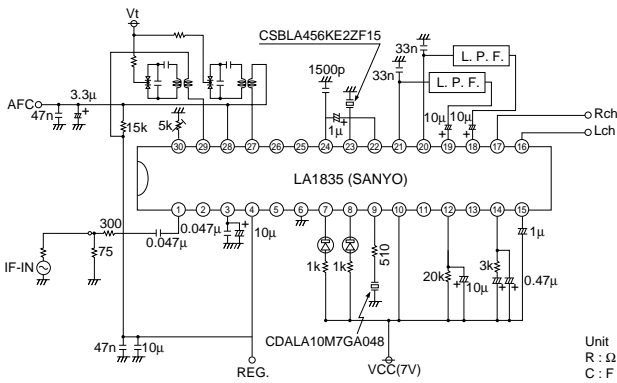 Vt
CSBLA456KE2ZF15
33n
L. P. F.
33n
L. P. F.
1500p
AFC
3.3µ
47n
15k
5k
1µ
10µ
10µ
Rch
Lch
30 29 28 27 26 25 24 23 22 21 20 19 18 17 16
LA1835 (SANYO)
1 2 3 4 5 6 7 8 9 10 11 12 13 14 15
300
0.047µ
0.047µ
10µ
75
IF-IN
1k
1k
510
20k
10µ
3k
0.47µ
1µ
47n
10µ
CDALA10M7GA048
REG.
VCC(7V)
Unit
R : Ω
C : F